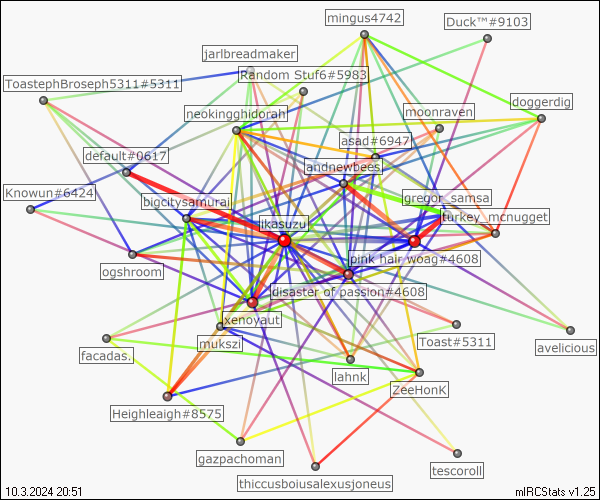 mingus4742
Duck™#9103
jarlbreadmaker
Random Stuf6#5983
ToastephBroseph5311#5311
doggerdig
neokingghidorah
moonraven
asad#6947
default#0617
andnewbees
Knowun#6424
gregor_samsa
bigcitysamurai
turkey_mcnugget
ikasuzu
pink hair woag#4608
ogshroom
disaster of passion#4608
xenoyaut
mukszi
Toast#5311
avelicious
facadas.
lahnk
ZeeHonK
Heighleaigh#8575
gazpachoman
tescoroll
thiccusboiusalexusjoneus
10.3.2024 20:51
mIRCStats v1.25